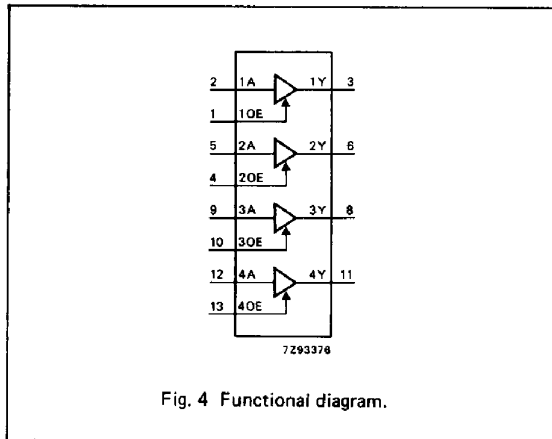 2 1A 1Y 3
1 1OE
5 2A 2Y 6
4 2OE
9 3A 3Y 8
10 3OE
12 4A 4Y 11
13 4OE
7Z93376
Fig. 4 Functional diagram.